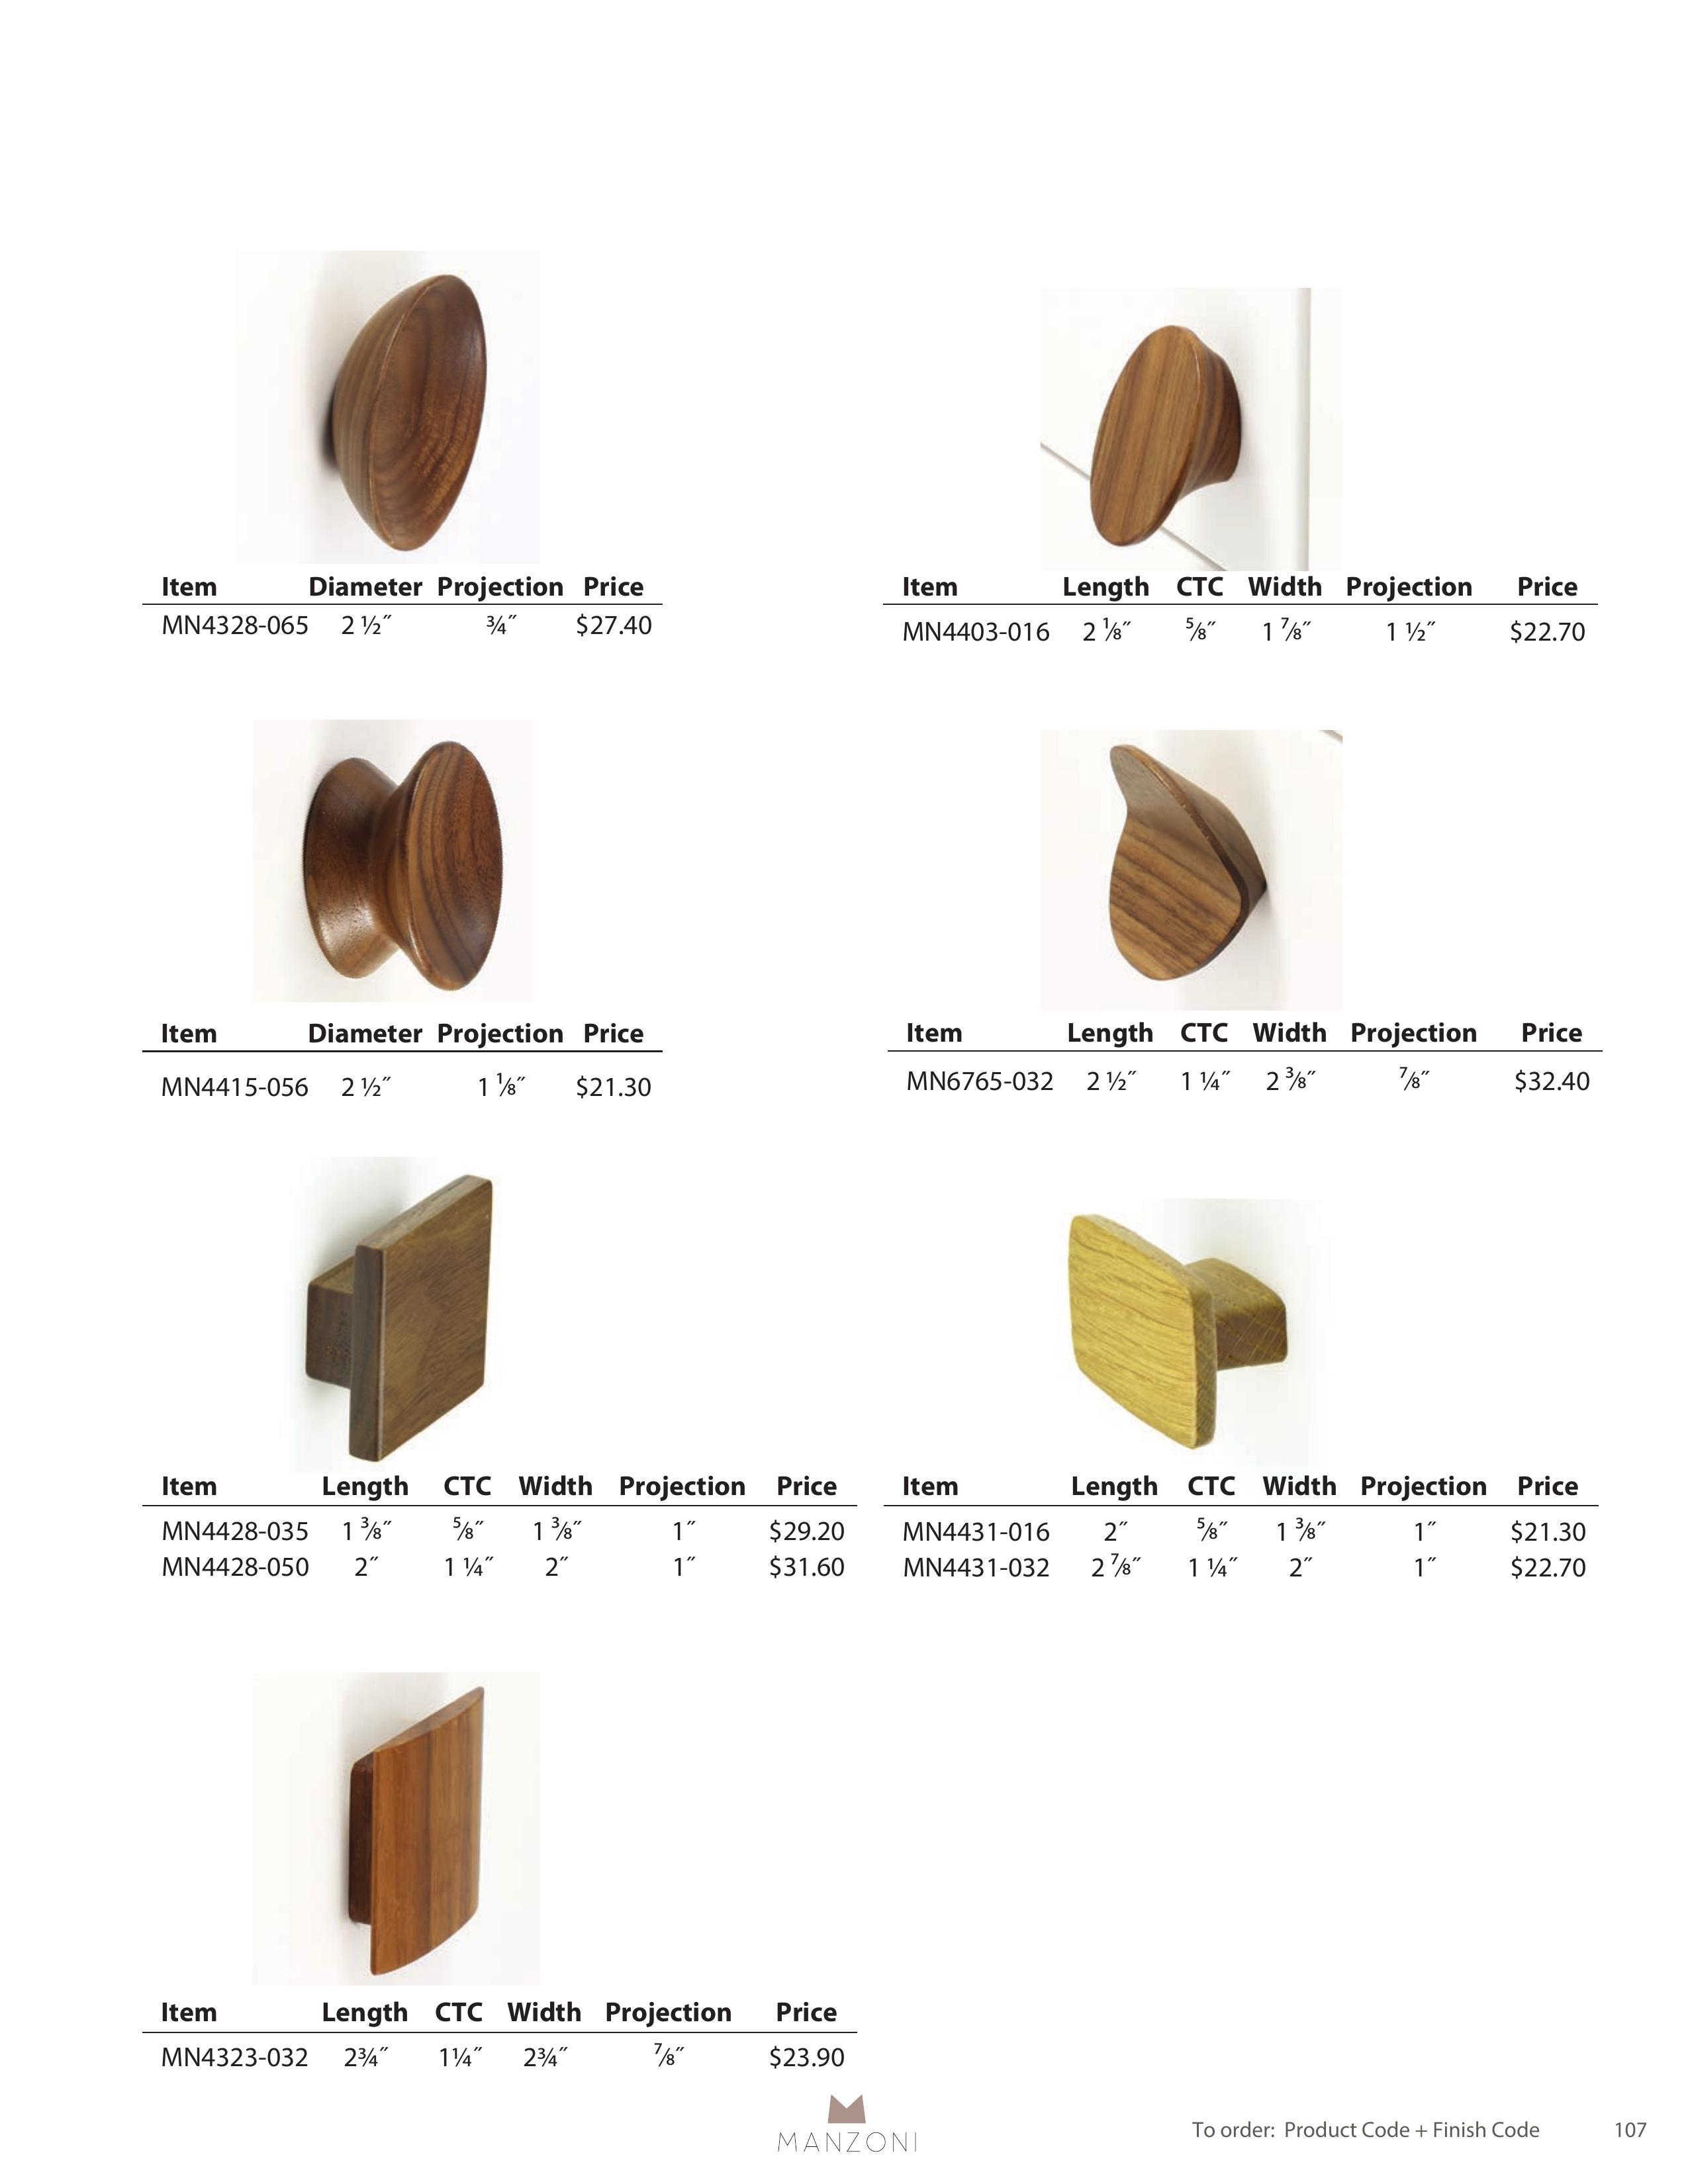 Item Diameter Projection Price
MN4328-065 2 ½″ ¾″ $27.40
Item Length CTC Width Projection Price
MN4403-016 2 ⅛″ ⅝″ 1 ⅞″ 1 ½″ $22.70
Item Diameter Projection Price
MN4415-056 2 ½″ 1 ⅛″ $21.30
Item Length CTC Width Projection Price
MN6765-032 2 ½″ 1 ¼″ 2 ⅜″ ⅞″ $32.40
Item Length CTC Width Projection Price
MN4428-035 1 ⅜″ ⅝″ 1 ⅜″ 1″ $29.20
MN4428-050 2″ 1 ¼″ 2″ 1″ $31.60
Item Length CTC Width Projection Price
MN4431-016 2″ ⅝″ 1 ⅜″ 1″ $21.30
MN4431-032 2 ⅞″ 1 ¼″ 2″ 1″ $22.70
Item Length CTC Width Projection Price
MN4323-032 2¾″ 1¼″ 2¾″ ⅞″ $23.90
MANZONI
To order: Product Code + Finish Code 107